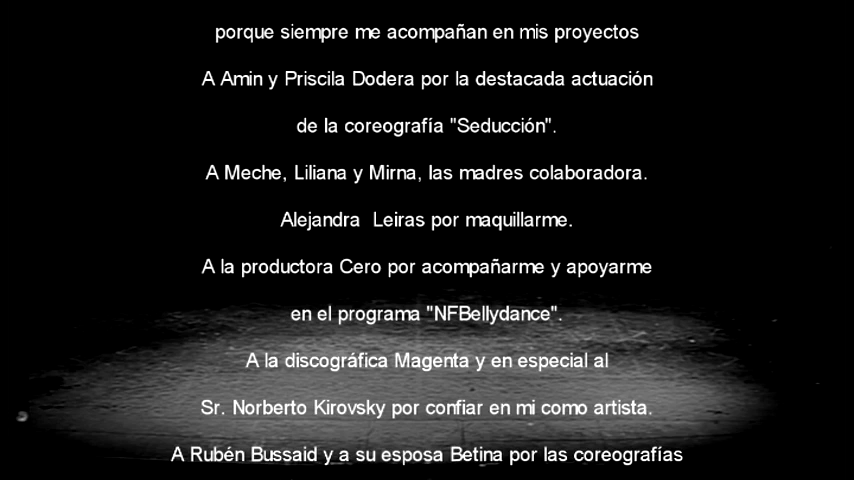 porque siempre me acompañan en mis proyectos
A Amin y Priscila Dodera por la destacada actuación
de la coreografía "Seducción".
A Meche, Liliana y Mirna, las madres colaboradora.
Alejandra  Leiras por maquillarme.
A la productora Cero por acompañarme y apoyarme
en el programa "NFBellydance".
A la discográfica Magenta y en especial al
Sr. Norberto Kirovsky por confiar en mi como artista.
A Rubén Bussaid y a su esposa Betina por las coreografías